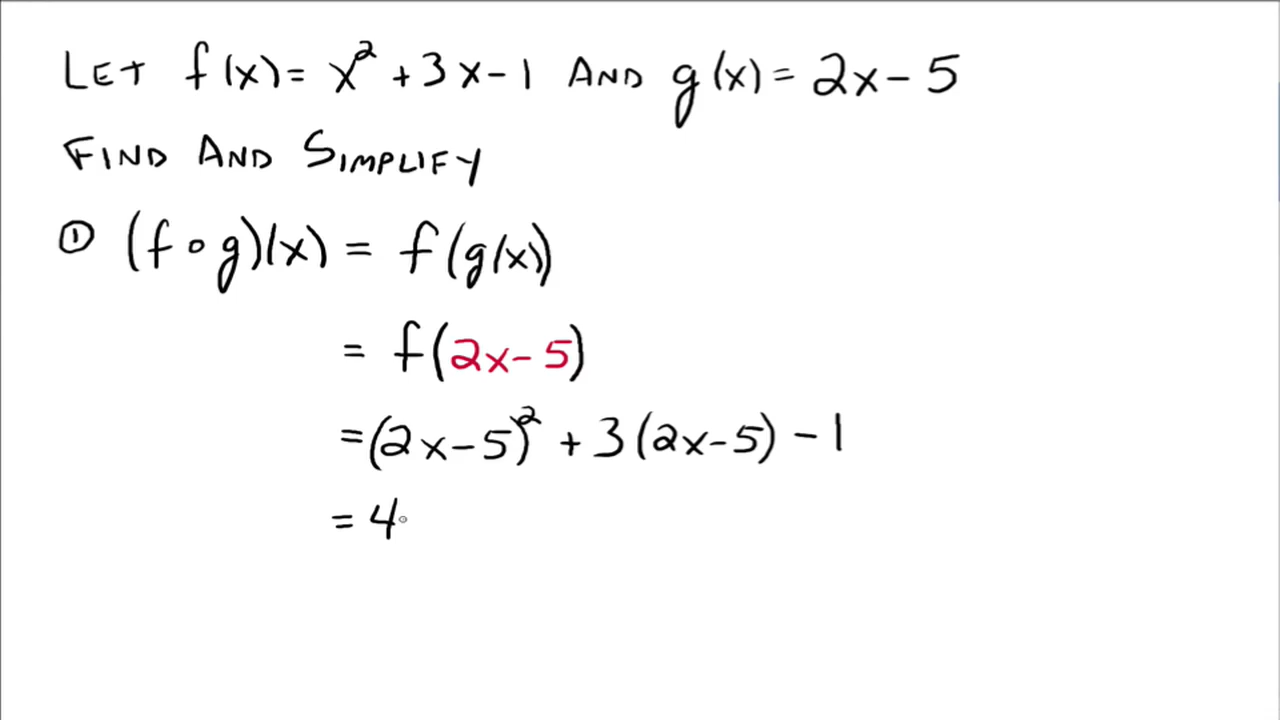 LET f(x) = x² + 3x - 1 AND g(x) = 2x - 5
FIND AND SIMPLIFY
① (f∘g)(x) = f(g(x))
= f(2x - 5)
= (2x - 5)² + 3(2x - 5) - 1
= 4